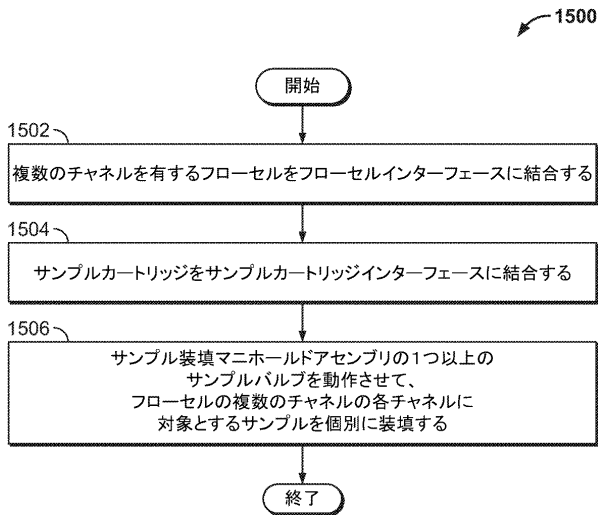 1500
開始
1502
複数のチャネルを有するフローセルをフローセルインターフェースに結合する
1504
サンプルカートリッジをサンプルカートリッジインターフェースに結合する
1506
サンプル装填マニホールドアセンブリの1つ以上の
サンプルバルブを動作させて、
フローセルの複数のチャネルの各チャネルに
対象とするサンプルを個別に装填する
終了